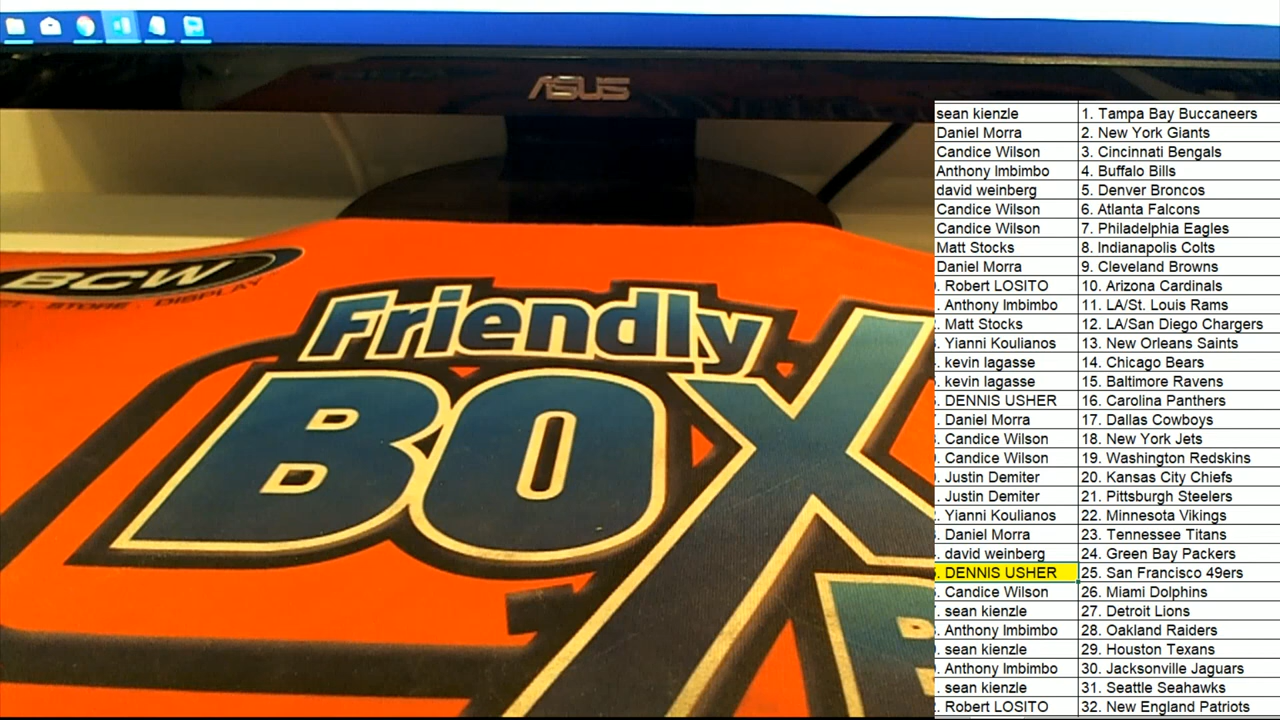 ASUS
BCW
STORE DISPLAY
Friendly
BOX
sean kienzle 1. Tampa Bay Buccaneers
Daniel Morra 2. New York Giants
Candice Wilson 3. Cincinnati Bengals
Anthony Imbimbo 4. Buffalo Bills
david weinberg 5. Denver Broncos
Candice Wilson 6. Atlanta Falcons
Candice Wilson 7. Philadelphia Eagles
Matt Stocks 8. Indianapolis Colts
Daniel Morra 9. Cleveland Browns
. Robert LOSITO 10. Arizona Cardinals
. Anthony Imbimbo 11. LA/St. Louis Rams
. Matt Stocks 12. LA/San Diego Chargers
. Yianni Koulianos 13. New Orleans Saints
. kevin lagasse 14. Chicago Bears
. kevin lagasse 15. Baltimore Ravens
. DENNIS USHER 16. Carolina Panthers
. Daniel Morra 17. Dallas Cowboys
. Candice Wilson 18. New York Jets
. Candice Wilson 19. Washington Redskins
. Justin Demiter 20. Kansas City Chiefs
. Justin Demiter 21. Pittsburgh Steelers
. Yianni Koulianos 22. Minnesota Vikings
. Daniel Morra 23. Tennessee Titans
. david weinberg 24. Green Bay Packers
. DENNIS USHER 25. San Francisco 49ers
. Candice Wilson 26. Miami Dolphins
. sean kienzle 27. Detroit Lions
. Anthony Imbimbo 28. Oakland Raiders
. sean kienzle 29. Houston Texans
. Anthony Imbimbo 30. Jacksonville Jaguars
. sean kienzle 31. Seattle Seahawks
. Robert LOSITO 32. New England Patriots